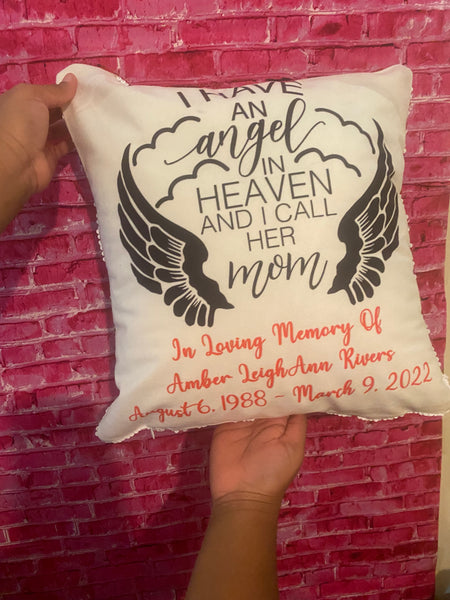 I HAVE
AN
angel
IN
HEAVEN
AND I CALL
HER
mom
In Loving Memory Of
Amber LeighAnn Rivers
August 6, 1988 - March 9, 2022